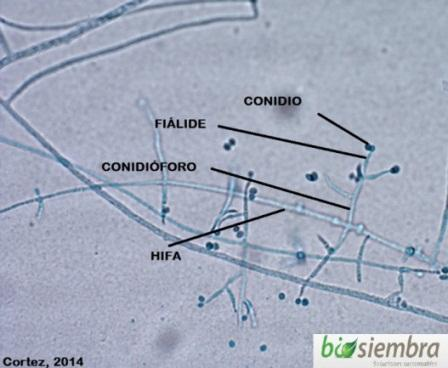 CONIDIO
FIÁLIDE
CONIDIÓFORO
HIFA
biosiembra
Cortez, 2014